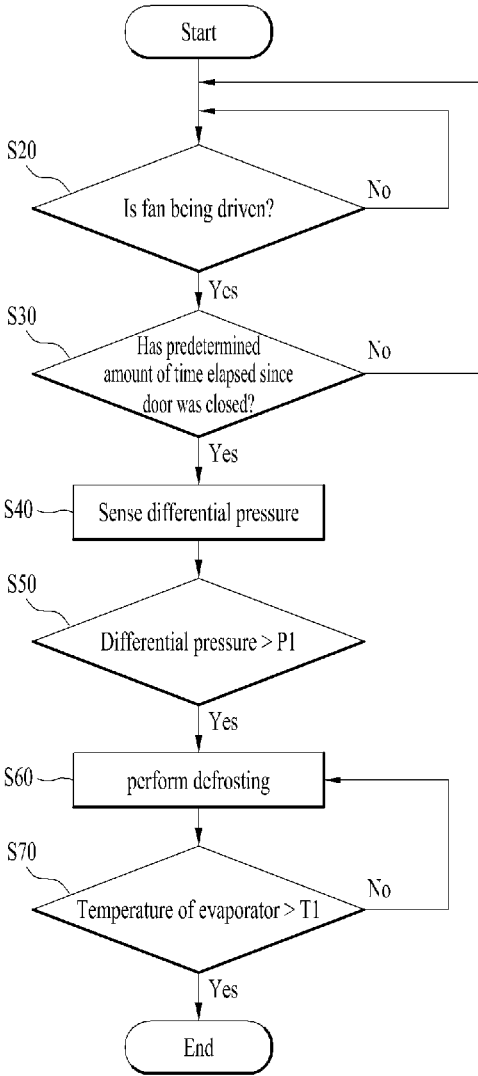 Start
S20
Is fan being driven?
No
Yes
S30
Has predetermined
amount of time elapsed since
door was closed?
No
Yes
S40
Sense differential pressure
S50
Differential pressure > P1
Yes
S60
perform defrosting
S70
Temperature of evaporator > T1
No
Yes
End